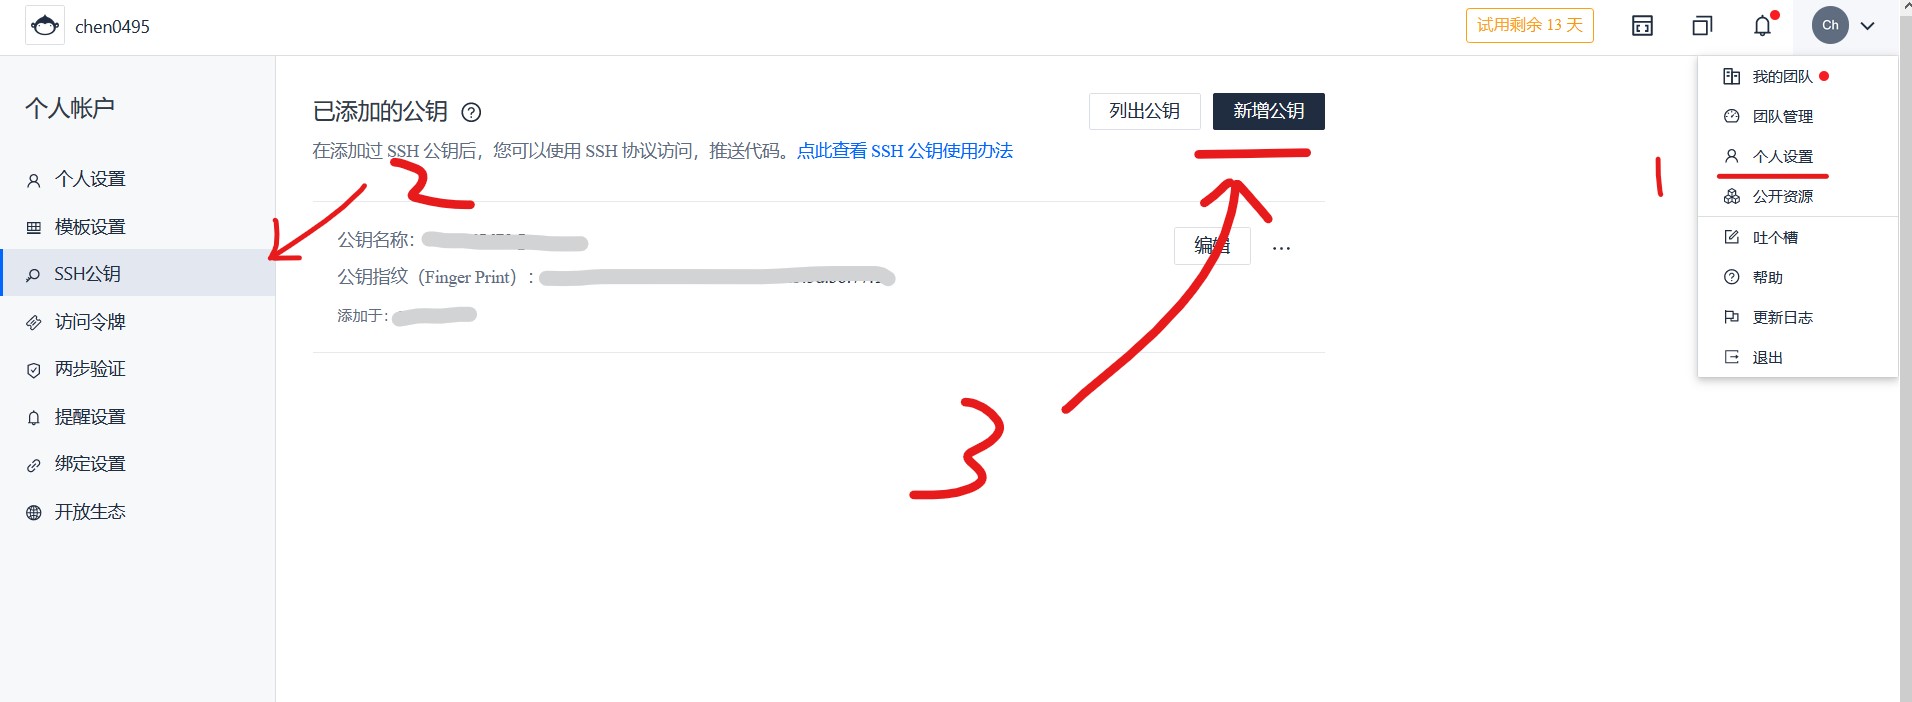 chen0495
试用剩余 13 天
Ch
个人帐户
个人设置
模板设置
SSH公钥
访问令牌
两步验证
提醒设置
绑定设置
开放生态
已添加的公钥
列出公钥
新增公钥
在添加过 SSH 公钥后，您可以使用 SSH 协议访问，推送代码。点此查看 SSH 公钥使用办法
公钥名称：
编辑
...
公钥指纹（Finger Print）：
添加于：
我的团队
团队管理
个人设置
公开资源
吐个槽
帮助
更新日志
退出
1
2
3